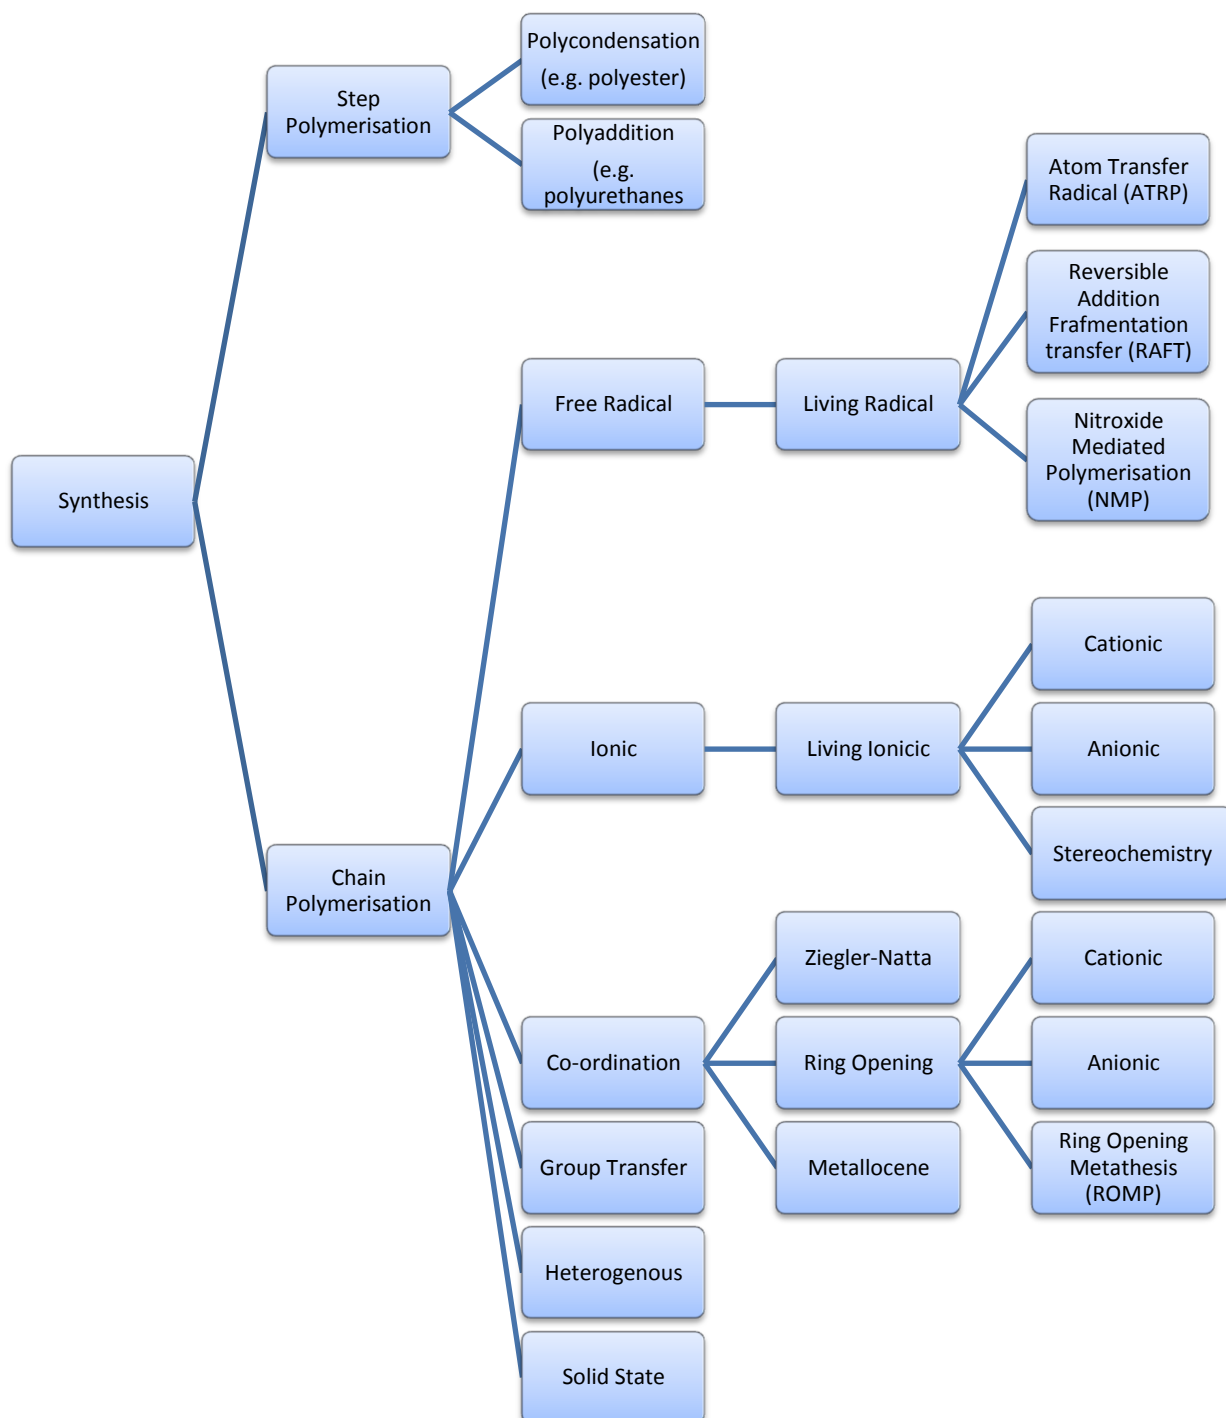 Polycondensation
(e.g. polyester)
Step
Polymerisation
Polyaddition
(e.g.
polyurethanes
Atom Transfer
Radical (ATRP)
Reversible
Addition
Frafmentation
transfer (RAFT)
Free Radical
Living Radical
Nitroxide
Mediated
Polymerisation
(NMP)
Synthesis
Cationic
Ionic
Living Ionicic
Anionic
Stereochemistry
Chain
Polymerisation
Ziegler-Natta
Cationic
Co-ordination
Ring Opening
Anionic
Group Transfer
Metallocene
Ring Opening
Metathesis
(ROMP)
Heterogenous
Solid State